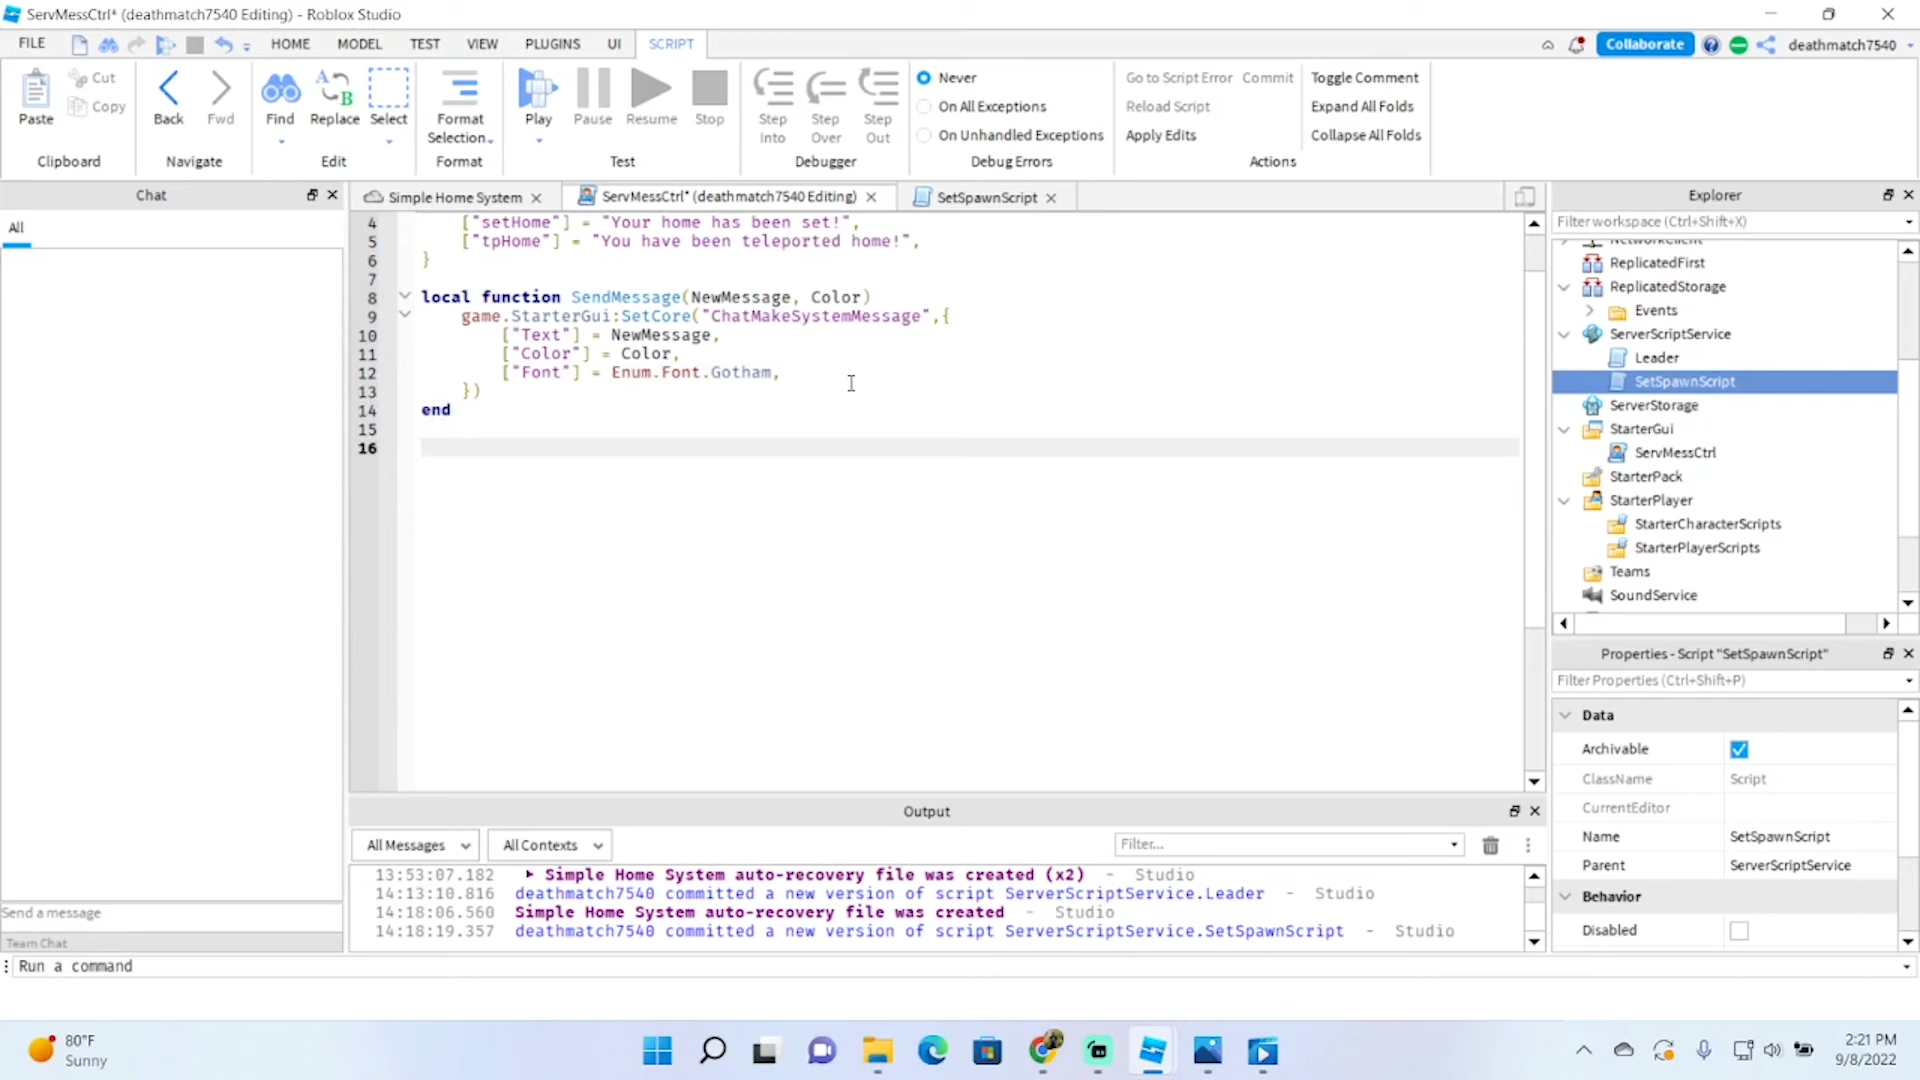 ServMessCtrl* (deathmatch7540 Editing) - Roblox Studio
FILE HOME MODEL TEST VIEW PLUGINS UI SCRIPT Collaborate deathmatch7540
Paste Cut Copy Back Fwd Find Replace Select Format Selection Play Pause Resume Stop Step Into Step Over Step Out
Never
On All Exceptions
On Unhandled Exceptions
Go to Script Error Commit
Reload Script
Apply Edits
Toggle Comment
Expand All Folds
Collapse All Folds
Clipboard Navigate Edit Format Test Debugger Debug Errors Actions
Chat
All
Send a message
Team Chat
Simple Home System ServMessCtrl* (deathmatch7540 Editing) SetSpawnScript
4 ["setHome"] = "Your home has been set!",
5 ["tpHome"] = "You have been teleported home!",
6 }
7
8 local function SendMessage(NewMessage, Color)
9 game.StarterGui:SetCore("ChatMakeSystemMessage",{
10 ["Text"] = NewMessage,
11 ["Color"] = Color,
12 ["Font"] = Enum.Font.Gotham,
13 })
14 end
15
16
Output
All Messages All Contexts Filter...
13:53:07.182 Simple Home System auto-recovery file was created (x2) - Studio
14:13:10.816 deathmatch7540 committed a new version of script ServerScriptService.Leader - Studio
14:18:06.560 Simple Home System auto-recovery file was created - Studio
14:18:19.357 deathmatch7540 committed a new version of script ServerScriptService.SetSpawnScript - Studio
Run a command
Explorer
Filter workspace (Ctrl+Shift+X)
NetworkClient
ReplicatedFirst
ReplicatedStorage
Events
ServerScriptService
Leader
SetSpawnScript
ServerStorage
StarterGui
ServMessCtrl
StarterPack
StarterPlayer
StarterCharacterScripts
StarterPlayerScripts
Teams
SoundService
Properties - Script "SetSpawnScript"
Filter Properties (Ctrl+Shift+P)
Data
Archivable
ClassName Script
CurrentEditor
Name SetSpawnScript
Parent ServerScriptService
Behavior
Disabled
80°F
Sunny
2:21 PM
9/8/2022